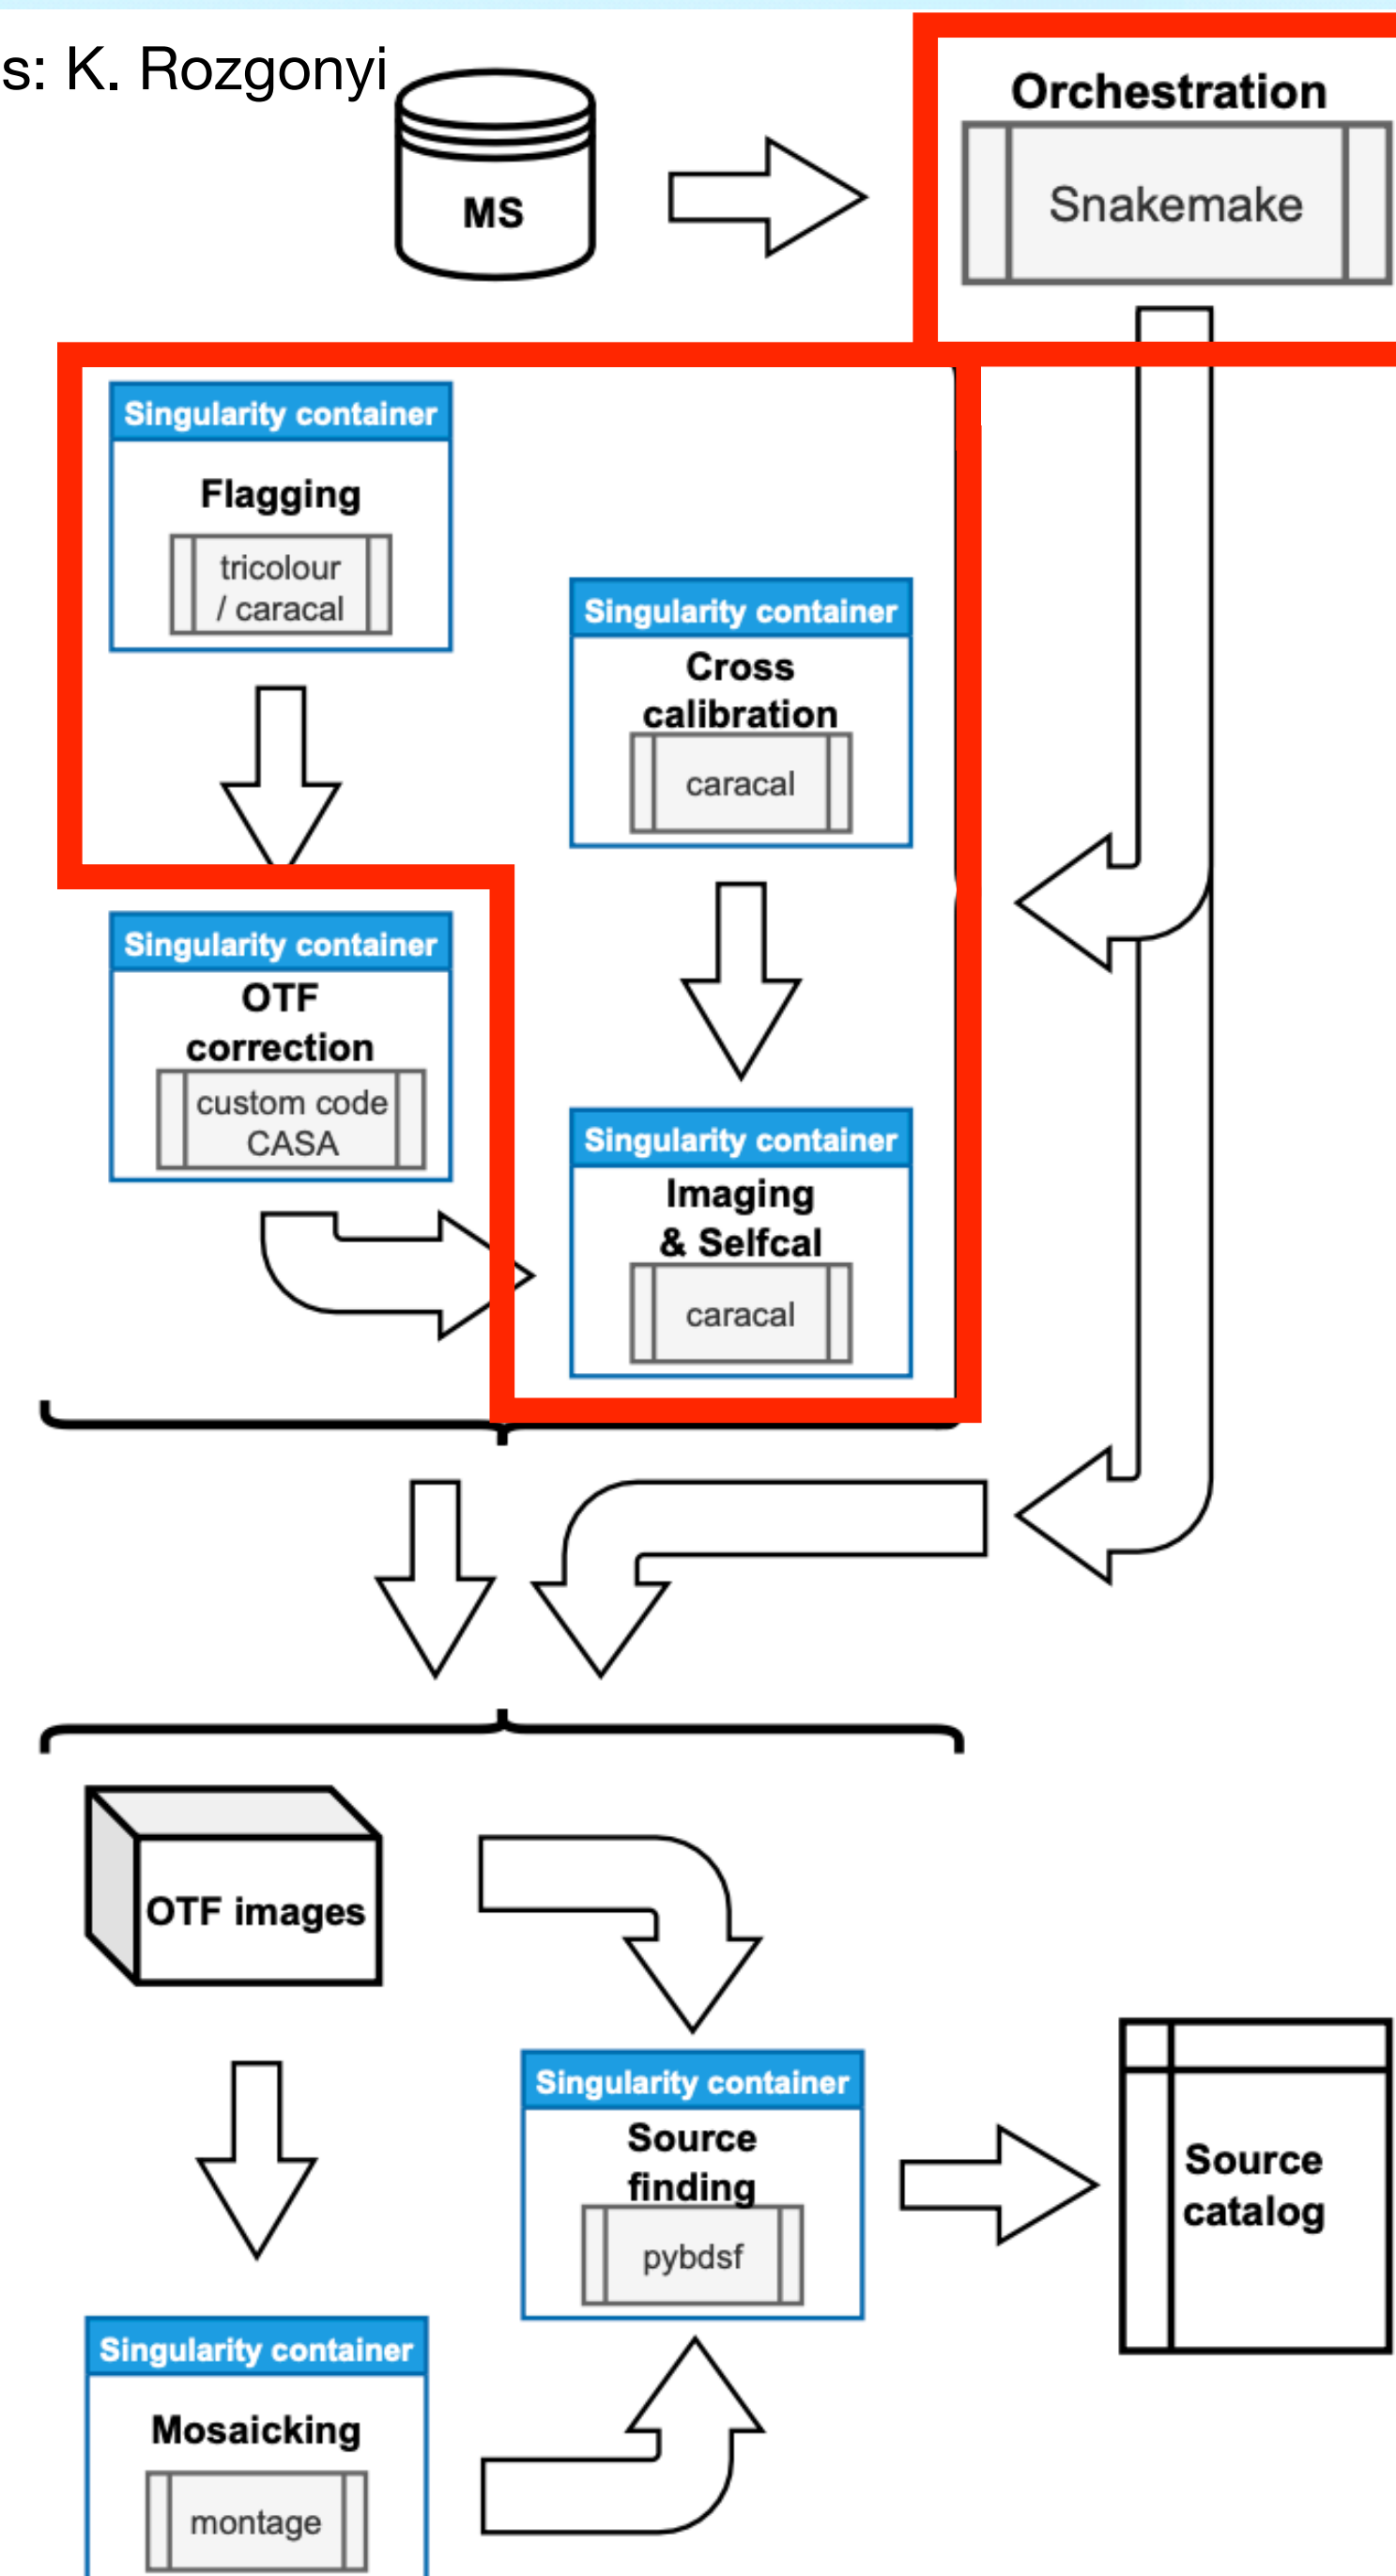 s: K. Rozgonyi
MS
Orchestration
Snakemake
Singularity container
Flagging
tricolour
/ caracal
Singularity container
Cross
calibration
caracal
Singularity container
OTF
correction
custom code
CASA
Singularity container
Imaging
& Selfcal
caracal
OTF images
Singularity container
Source
finding
pybdsf
Source
catalog
Singularity container
Mosaicking
montage